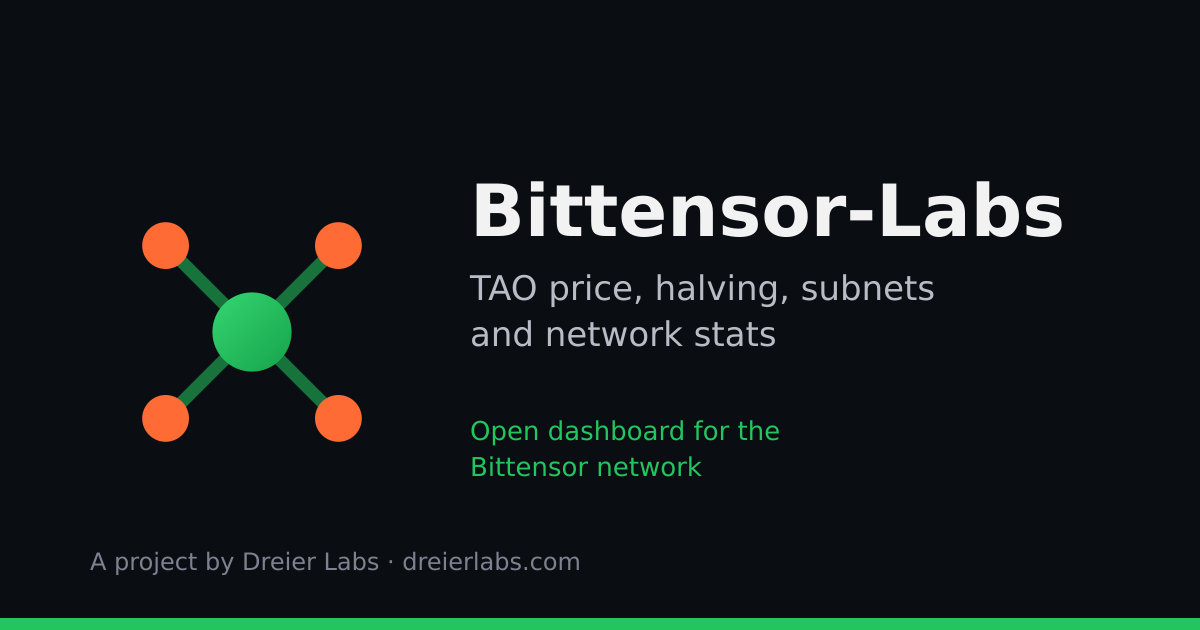 Bittensor-Labs
TAO price, halving, subnets
and network stats
Open dashboard for the
Bittensor network
A project by Dreier Labs · dreierlabs.com